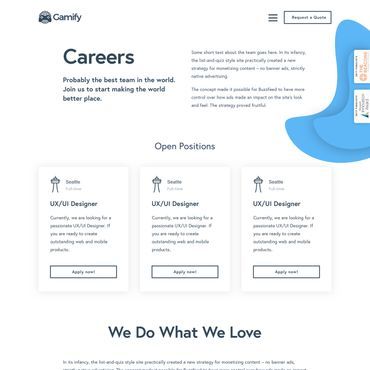 Gamify
Request a Quote
Careers
Probably the best team in the world.
Join us to start making the world
better place.
Some short text about the team goes here. In its infancy,
the list-and-quiz style site practically created a new
strategy for monetizing content – no banner ads, strictly
native advertising.
The concept made it possible for Buzzfeed to have more
control over how ads made an impact on the site's look
and feel. The strategy proved fruitful
Open Positions
Seattle
Full-time
UX/UI Designer
Currently, we are looking for a
passionate UX/UI Designer. If
you are ready to create
outstanding web and mobile
products.
Apply now!
Seattle
Full-time
UX/UI Designer
Currently, we are looking for a
passionate UX/UI Designer. If
you are ready to create
outstanding web and mobile
products.
Apply now!
Seattle
Full-time
UX/UI Designer
Currently, we are looking for a
passionate UX/UI Designer. If
you are ready to create
outstanding web and mobile
products.
Apply now!
We Do What We Love
In its infancy, the list-and-quiz style site practically created a new strategy for monetizing content – no banner ads,